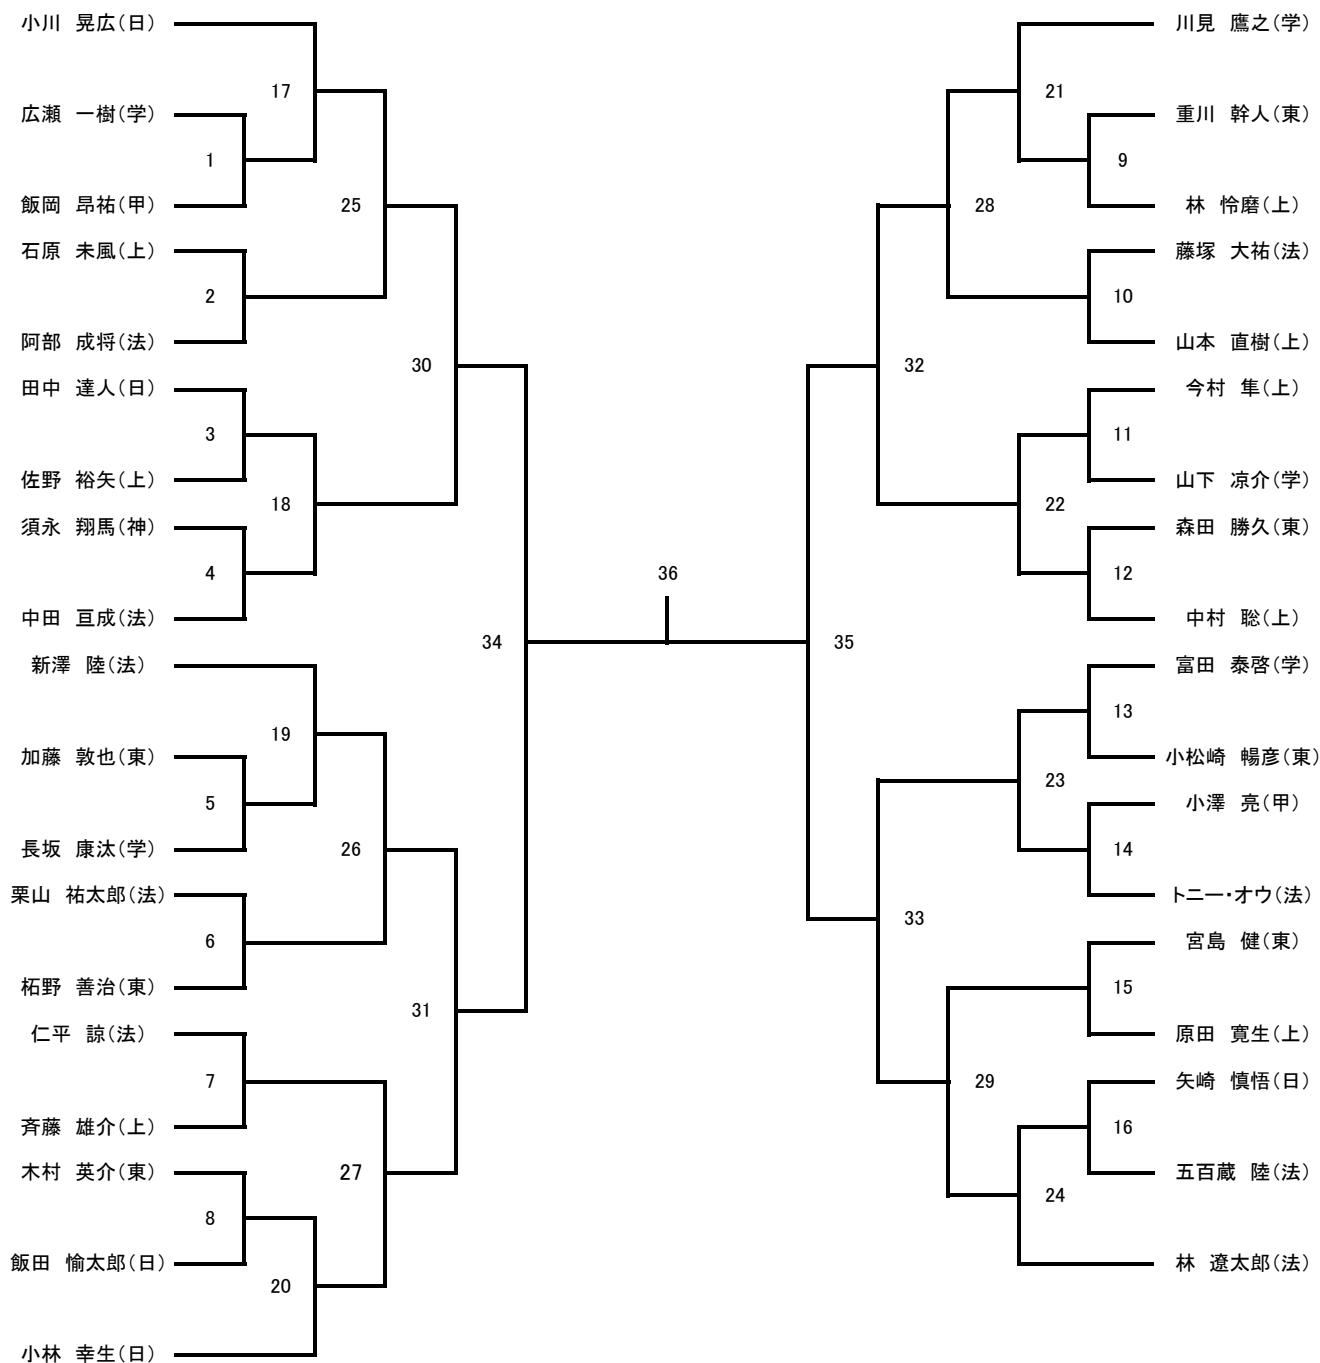 小川　晃広(日)
17
広瀬　一樹(学)
1
飯岡　昂祐(甲)
25
石原　未風(上)
2
阿部　成将(法)
30
田中　達人(日)
3
佐野　裕矢(上)
18
須永　翔馬(神)
4
中田　亘成(法)
34
新澤　陸(法)
19
加藤　敦也(東)
5
長坂　康汰(学)
26
栗山　祐太郎(法)
6
柘野　善治(東)
31
仁平　諒(法)
7
斉藤　雄介(上)
木村　英介(東)
27
8
飯田　愉太郎(日)
20
小林　幸生(日)
36
川見　鷹之(学)
21
重川　幹人(東)
9
林　怜磨(上)
28
藤塚　大祐(法)
10
山本　直樹(上)
32
今村　隼(上)
11
山下　凉介(学)
22
森田　勝久(東)
12
中村　聡(上)
35
富田　泰啓(学)
13
小松崎　暢彦(東)
23
小澤　亮(甲)
14
トニー・オウ(法)
33
宮島　健(東)
15
原田　寛生(上)
29
矢崎　慎悟(日)
16
五百蔵　陸(法)
24
林　遼太郎(法)